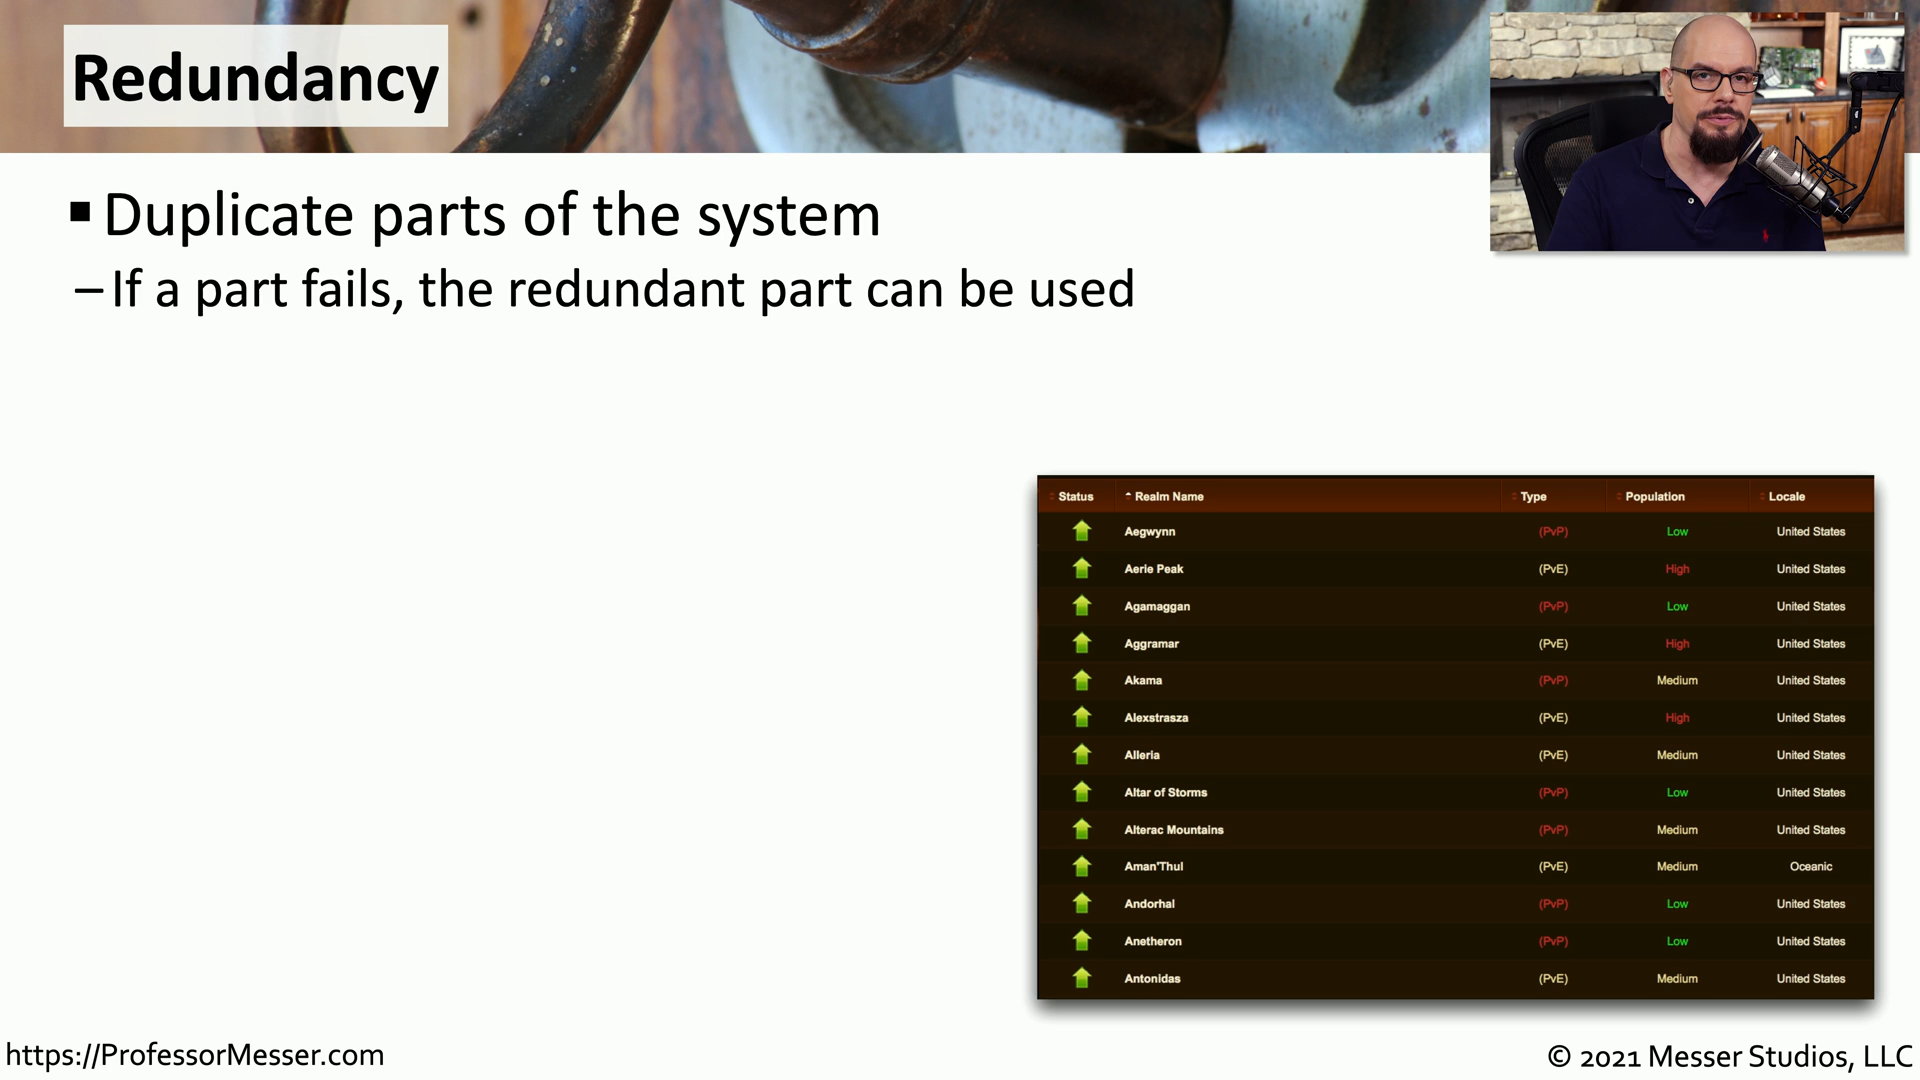 Redundancy
▪ Duplicate parts of the system
– If a part fails, the redundant part can be used
Status Realm Name Type Population Locale
Aegwynn (PvP) Low United States
Aerie Peak (PvE) High United States
Agamaggan (PvP) Low United States
Aggramar (PvE) High United States
Akama (PvP) Medium United States
Alexstrasza (PvE) High United States
Alleria (PvE) Medium United States
Altar of Storms (PvP) Low United States
Alterac Mountains (PvP) Medium United States
Aman'Thul (PvE) Medium Oceanic
Andorhal (PvP) Low United States
Anetheron (PvP) Low United States
Antonidas (PvE) Medium United States
https://ProfessorMesser.com
© 2021 Messer Studios, LLC